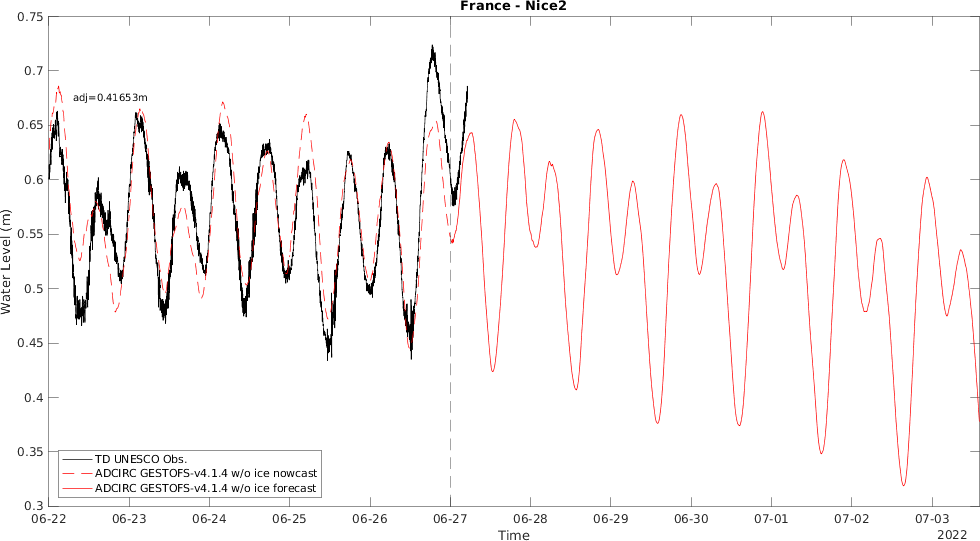 France - Nice2
0.75
0.7
0.65
0.6
0.55
0.5
0.45
0.4
0.35
0.3
Water Level (m)
adj=0.41653m
TD UNESCO Obs.
ADCIRC GESTOFS-v4.1.4 w/o ice nowcast
ADCIRC GESTOFS-v4.1.4 w/o ice forecast
06-22 06-23 06-24 06-25 06-26 06-27 06-28 06-29 06-30 07-01 07-02 07-03
Time
2022